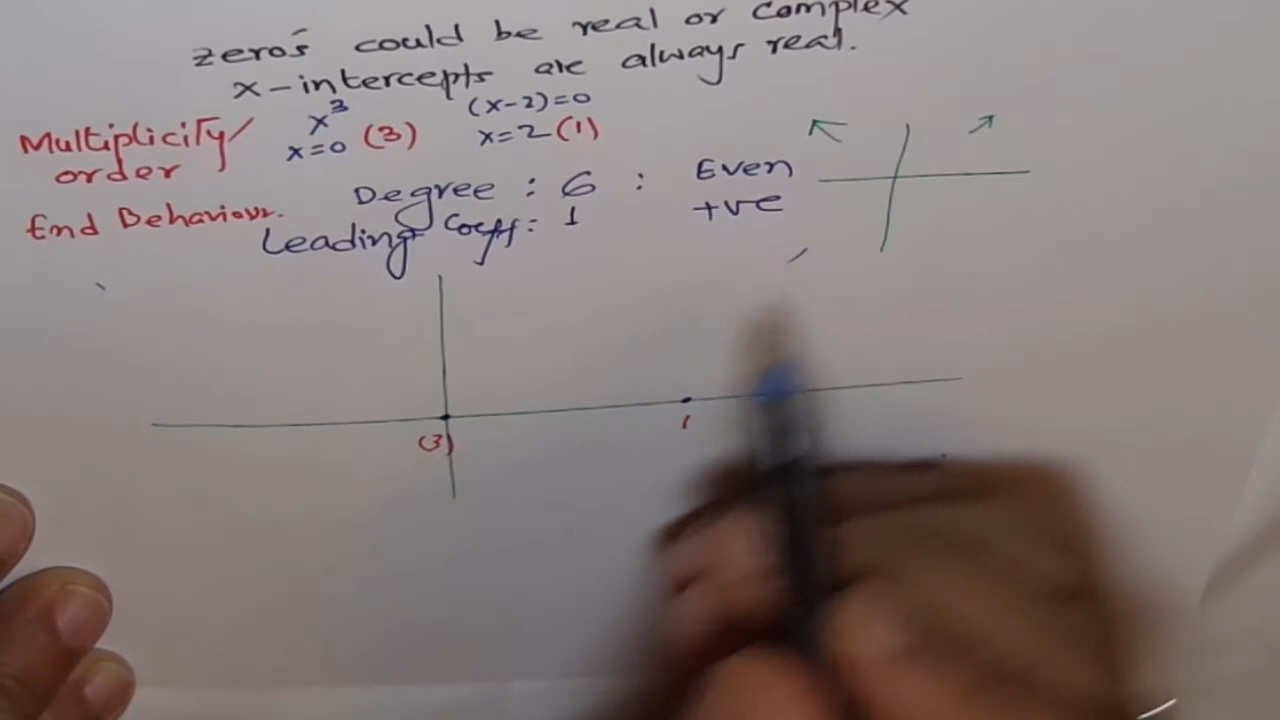 zero's could be real or complex
x-intercepts are always real.
Multiplicity/ x³ (x-2)=0
order x=0 (3) x=2 (1)
Degree : 6 : Even
End Behaviour. Leading Coeff: 1 +ve
1
(3)